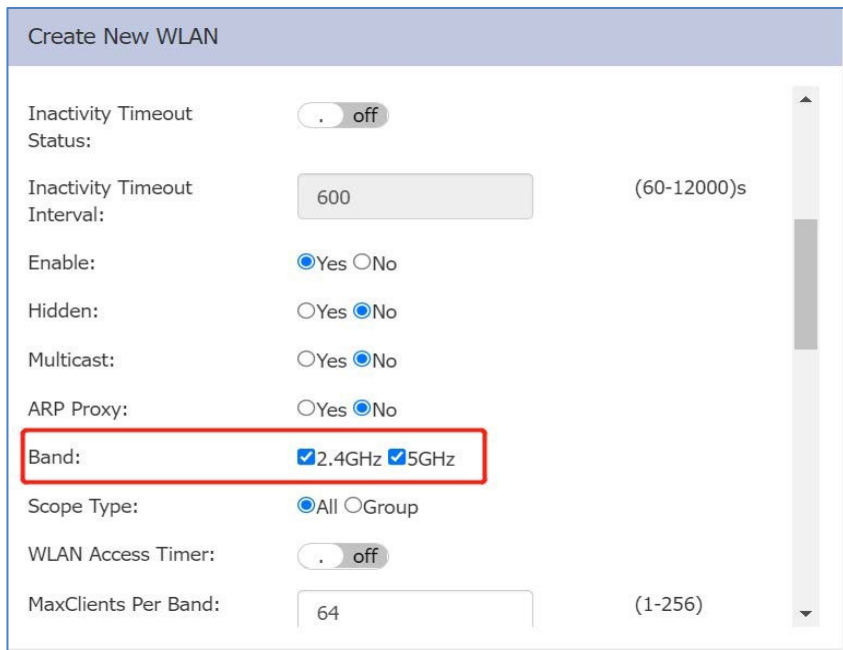 Create New WLAN
Inactivity Timeout Status: . off
Inactivity Timeout Interval: 600 (60-12000)s
Enable: Yes No
Hidden: Yes No
Multicast: Yes No
ARP Proxy: Yes No
Band: 2.4GHz 5GHz
Scope Type: All Group
WLAN Access Timer: . off
MaxClients Per Band: 64 (1-256)